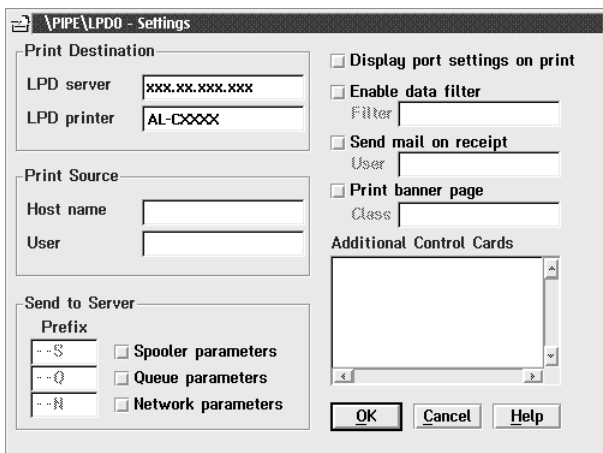 \PIPE\LPD0 - Settings
Print Destination
LPD server
xxx.xx.xxx.xxx
LPD printer
AL-CXXXX
Print Source
Host name
User
Send to Server
Prefix
--S
Spooler parameters
--Q
Queue parameters
--N
Network parameters
Display port settings on print
Enable data filter
Filter
Send mail on receipt
User
Print banner page
Class
Additional Control Cards
OK
Cancel
Help